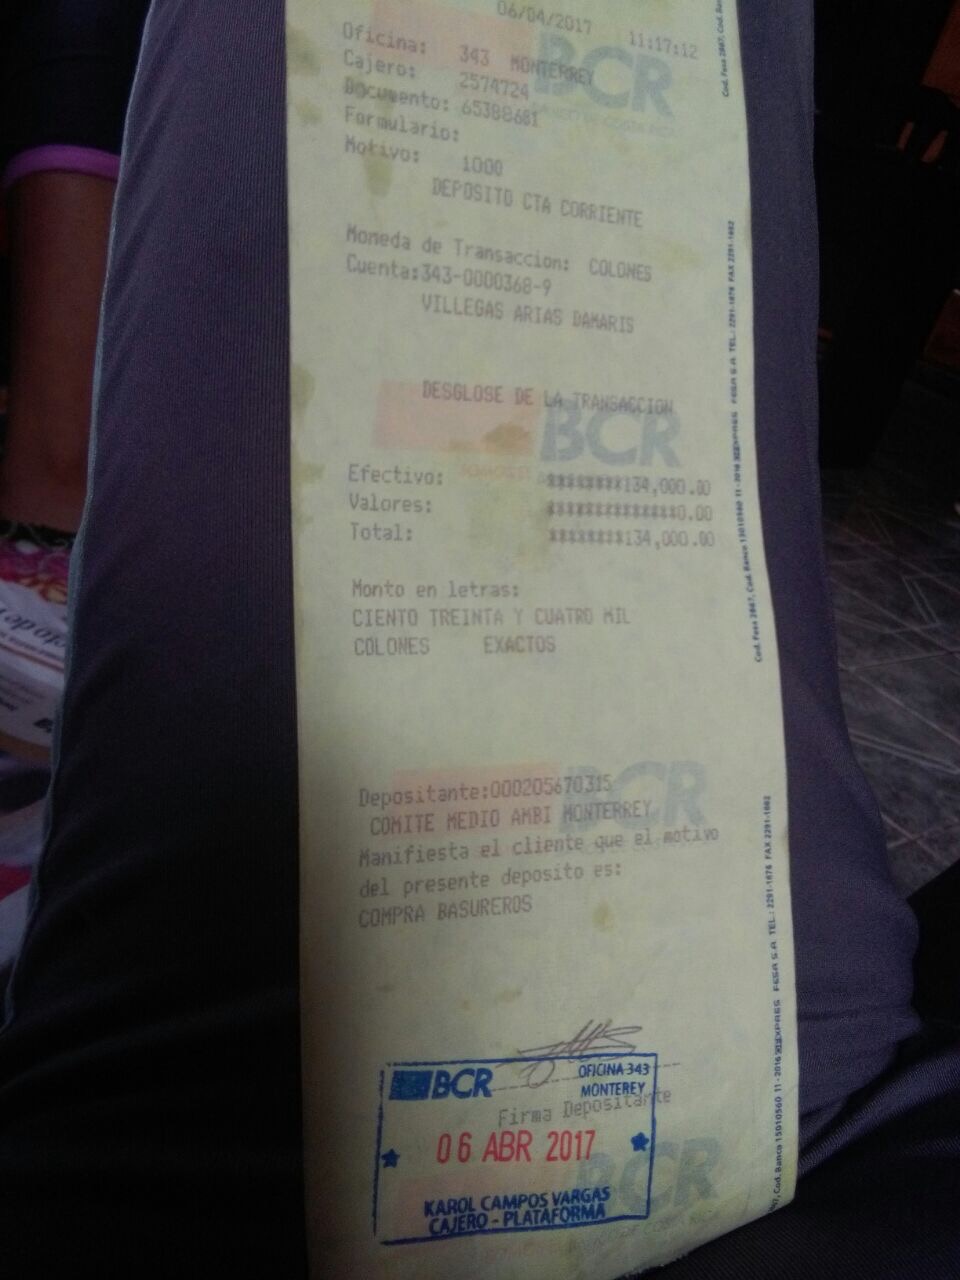 06/04/2017 11:17:12
Oficina: 343 MONTERREY
Cajero: 2574724
Documento: 65388681
Formulario:
Motivo: 1000
DEPOSITO CTA CORRIENTE
Moneda de Transaccion: COLONES
Cuenta:343-0000368-9
VILLEGAS ARIAS DAMARIS
DESGLOSE DE LA TRANSACCION
BCR
Efectivo: ********134,000.00
Valores: **************0.00
Total: ********134,000.00
Monto en letras:
CIENTO TREINTA Y CUATRO MIL
COLONES EXACTOS
BCR
Depositante:000205670315
COMITE MEDIO AMBI MONTERREY
Manifiesta el cliente que el motivo
del presente deposito es:
COMPRA BASUREROS
BCR OFICINA 343
MONTERREY
Firma Depositante
06 ABR 2017
KAROL CAMPOS VARGAS
CAJERO - PLATAFORMA
BCR